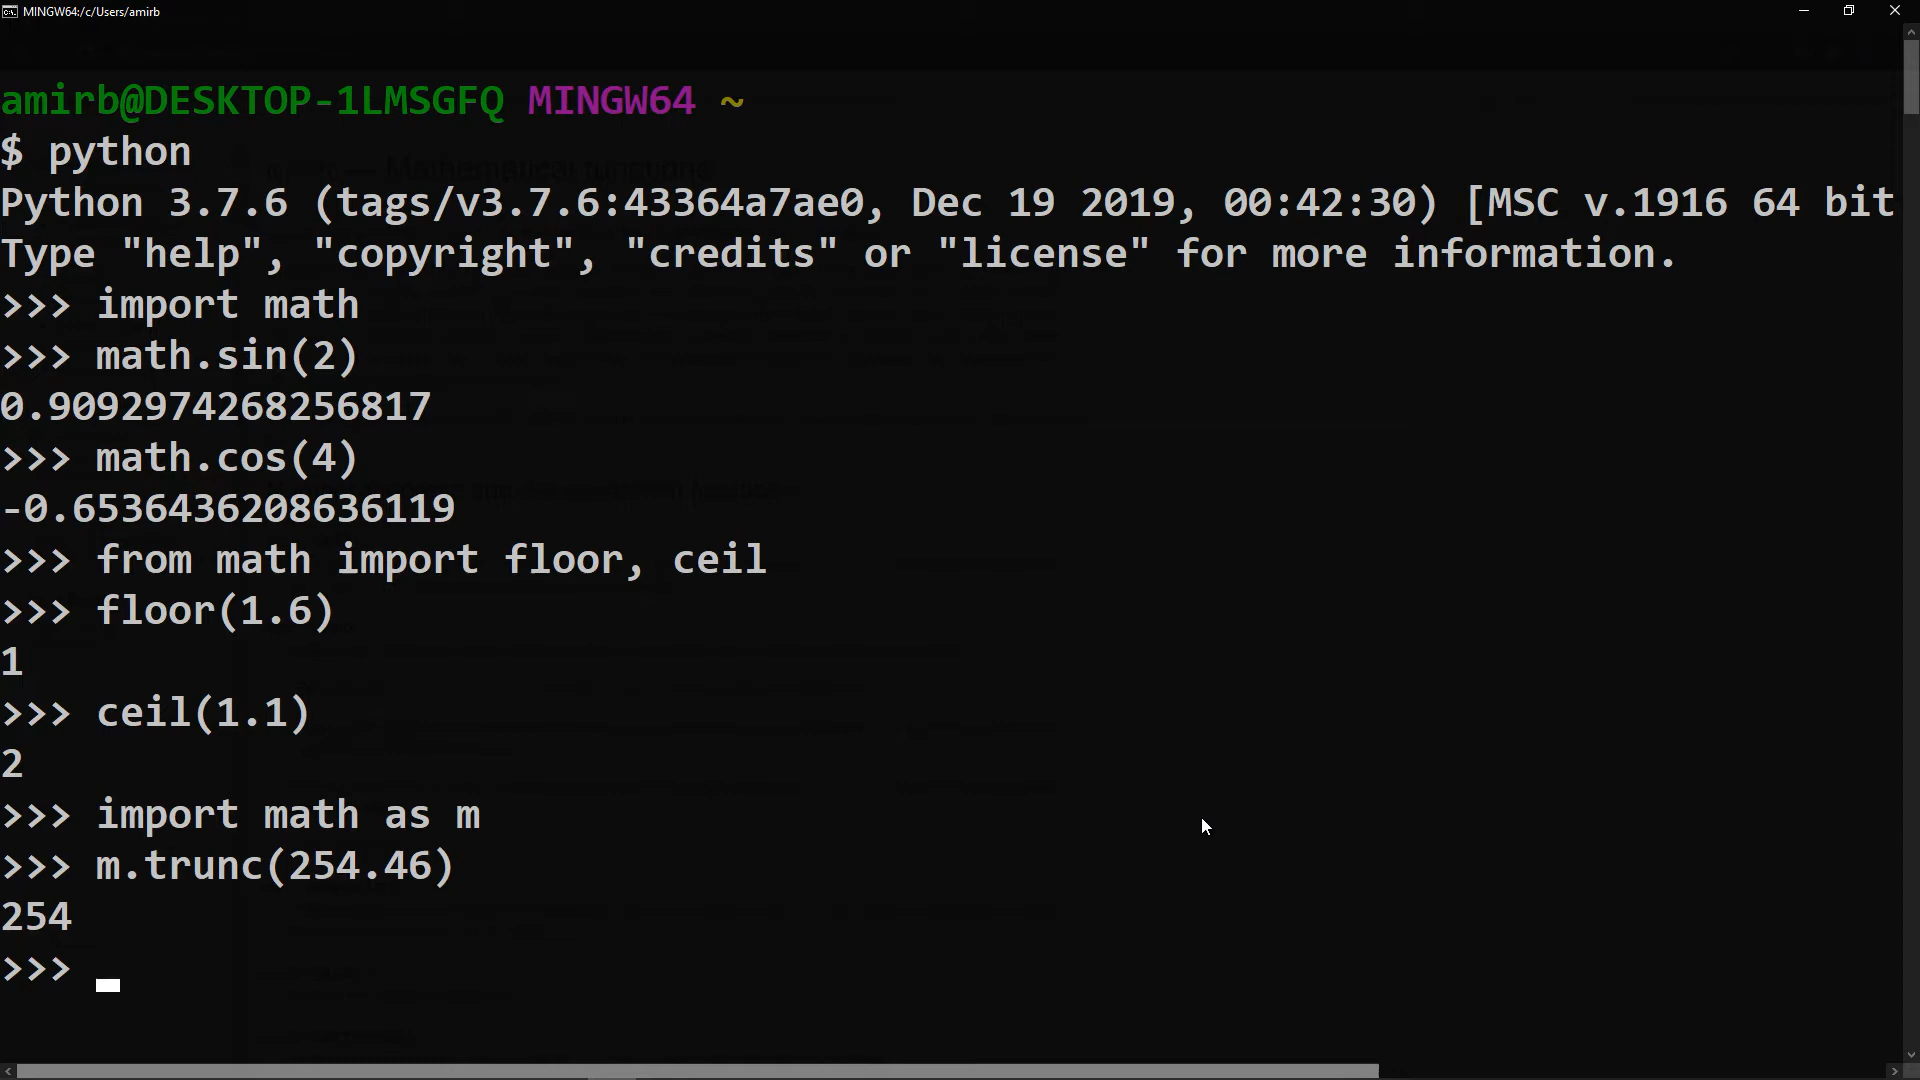 MINGW64:/c/Users/amirb
amirb@DESKTOP-1LMSGFQ MINGW64 ~
$ python
Python 3.7.6 (tags/v3.7.6:43364a7ae0, Dec 19 2019, 00:42:30) [MSC v.1916 64 bit
Type "help", "copyright", "credits" or "license" for more information.
>>> import math
>>> math.sin(2)
0.9092974268256817
>>> math.cos(4)
-0.6536436208636119
>>> from math import floor, ceil
>>> floor(1.6)
1
>>> ceil(1.1)
2
>>> import math as m
>>> m.trunc(254.46)
254
>>>